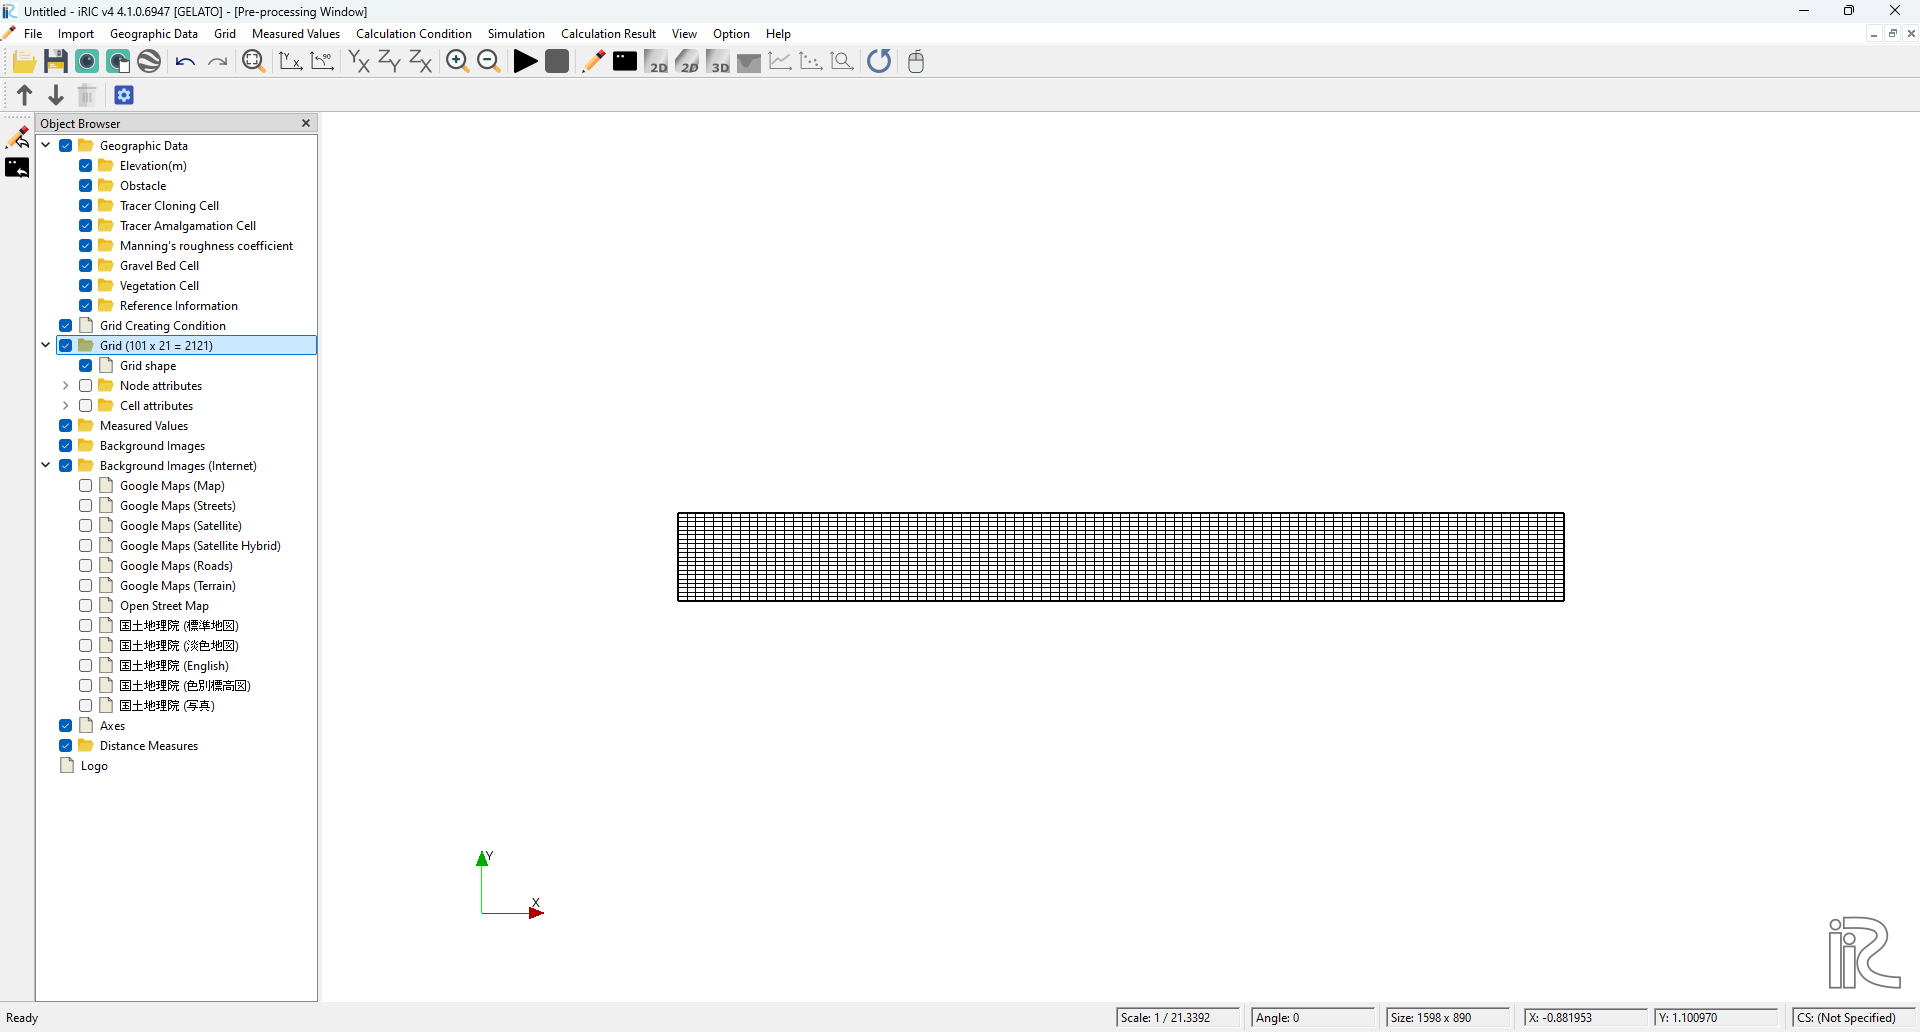 Untitled - iRIC v4 4.1.0.6947 [GELATO] - [Pre-processing Window]
File Import Geographic Data Grid Measured Values Calculation Condition Simulation Calculation Result View Option Help
Object Browser
Geographic Data
Elevation(m)
Obstacle
Tracer Cloning Cell
Tracer Amalgamation Cell
Manning's roughness coefficient
Gravel Bed Cell
Vegetation Cell
Reference Information
Grid Creating Condition
Grid (101 x 21 = 2121)
Grid shape
Node attributes
Cell attributes
Measured Values
Background Images
Background Images (Internet)
Google Maps (Map)
Google Maps (Streets)
Google Maps (Satellite)
Google Maps (Satellite Hybrid)
Google Maps (Roads)
Google Maps (Terrain)
Open Street Map
国土地理院 (標準地図)
国土地理院 (淡色地図)
国土地理院 (English)
国土地理院 (色別標高図)
国土地理院 (写真)
Axes
Distance Measures
Logo
Y
X
iRIC
Ready Scale: 1 / 21.3392 Angle: 0 Size: 1598 x 890 X: -0.881953 Y: 1.100970 CS: (Not Specified)